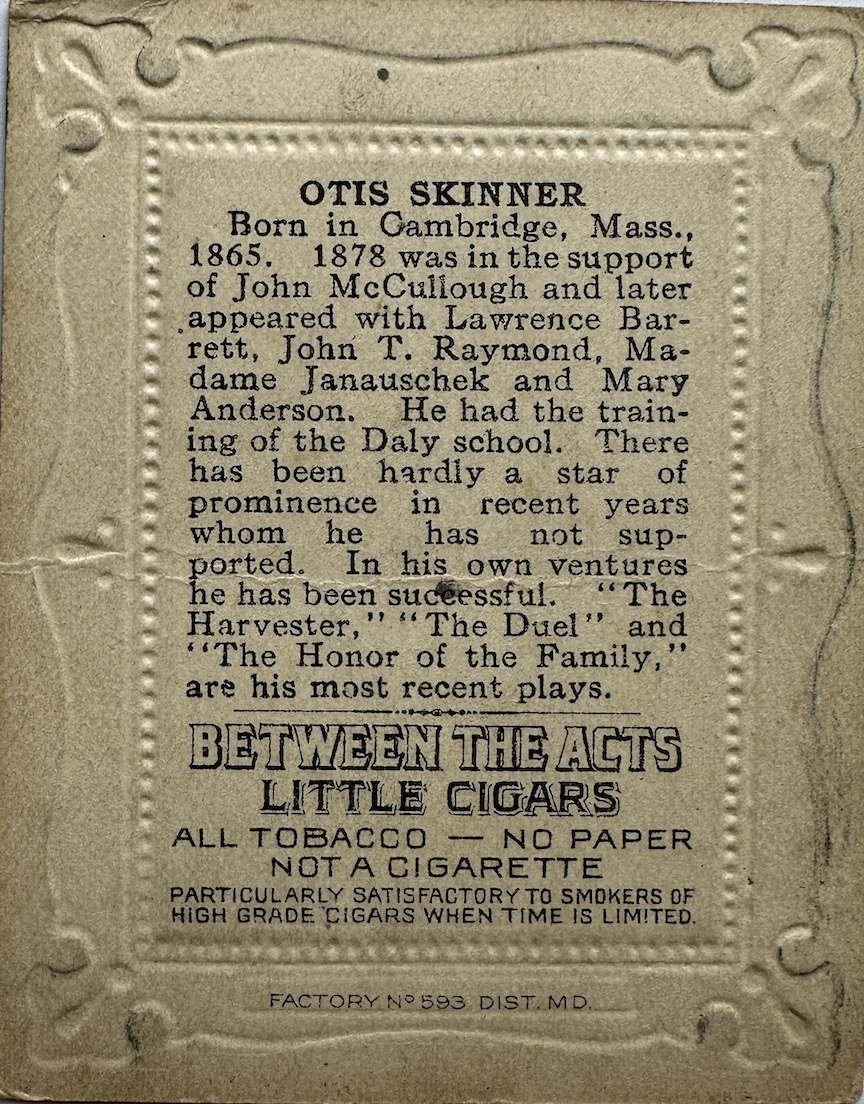 OTIS SKINNER
Born in Cambridge, Mass.,
1865. 1878 was in the support
of John McCullough and later
appeared with Lawrence Bar-
rett, John T. Raymond, Ma-
dame Janauschek and Mary
Anderson. He had the train-
ing of the Daly school. There
has been hardly a star of
prominence in recent years
whom he has not sup-
ported. In his own ventures
he has been successful. "The
Harvester," "The Duel" and
"The Honor of the Family,"
are his most recent plays.
BETWEEN THE ACTS
LITTLE CIGARS
ALL TOBACCO — NO PAPER
NOT A CIGARETTE
PARTICULARLY SATISFACTORY TO SMOKERS OF
HIGH GRADE CIGARS WHEN TIME IS LIMITED.
FACTORY Nº 593 DIST. MD.